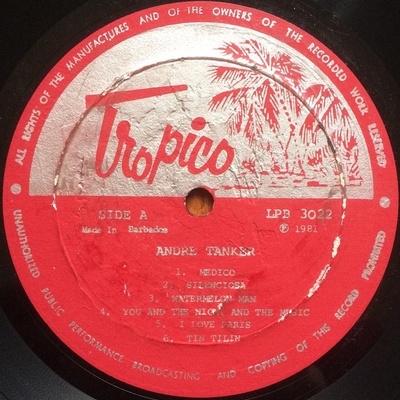 ALL RIGHTS OF THE MANUFACTURES AND OF THE OWNERS OF THE RECORDED WORK RESERVED
Tropico
SIDE A
LPB 3022
Made In Barbados
℗ 1981
ANDRE TANKER
1. MEDICO
2. SILENCIOSA
3. WATERMELON MAN
4. YOU AND THE NIGHT AND THE MUSIC
5. I LOVE PARIS
6. TIN TILIN
UNAUTHORIZED PUBLIC PERFORMANCE BROADCASTING AND COPYING OF THIS RECORD PROHIBITED